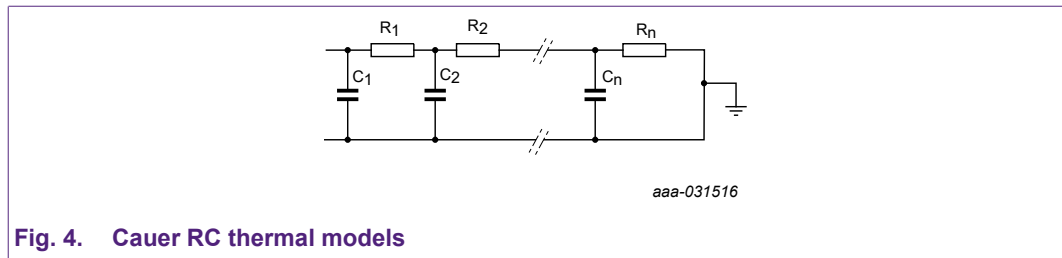 R1
R2
Rn
C1
C2
Cn
aaa-031516
Fig. 4. Cauer RC thermal models